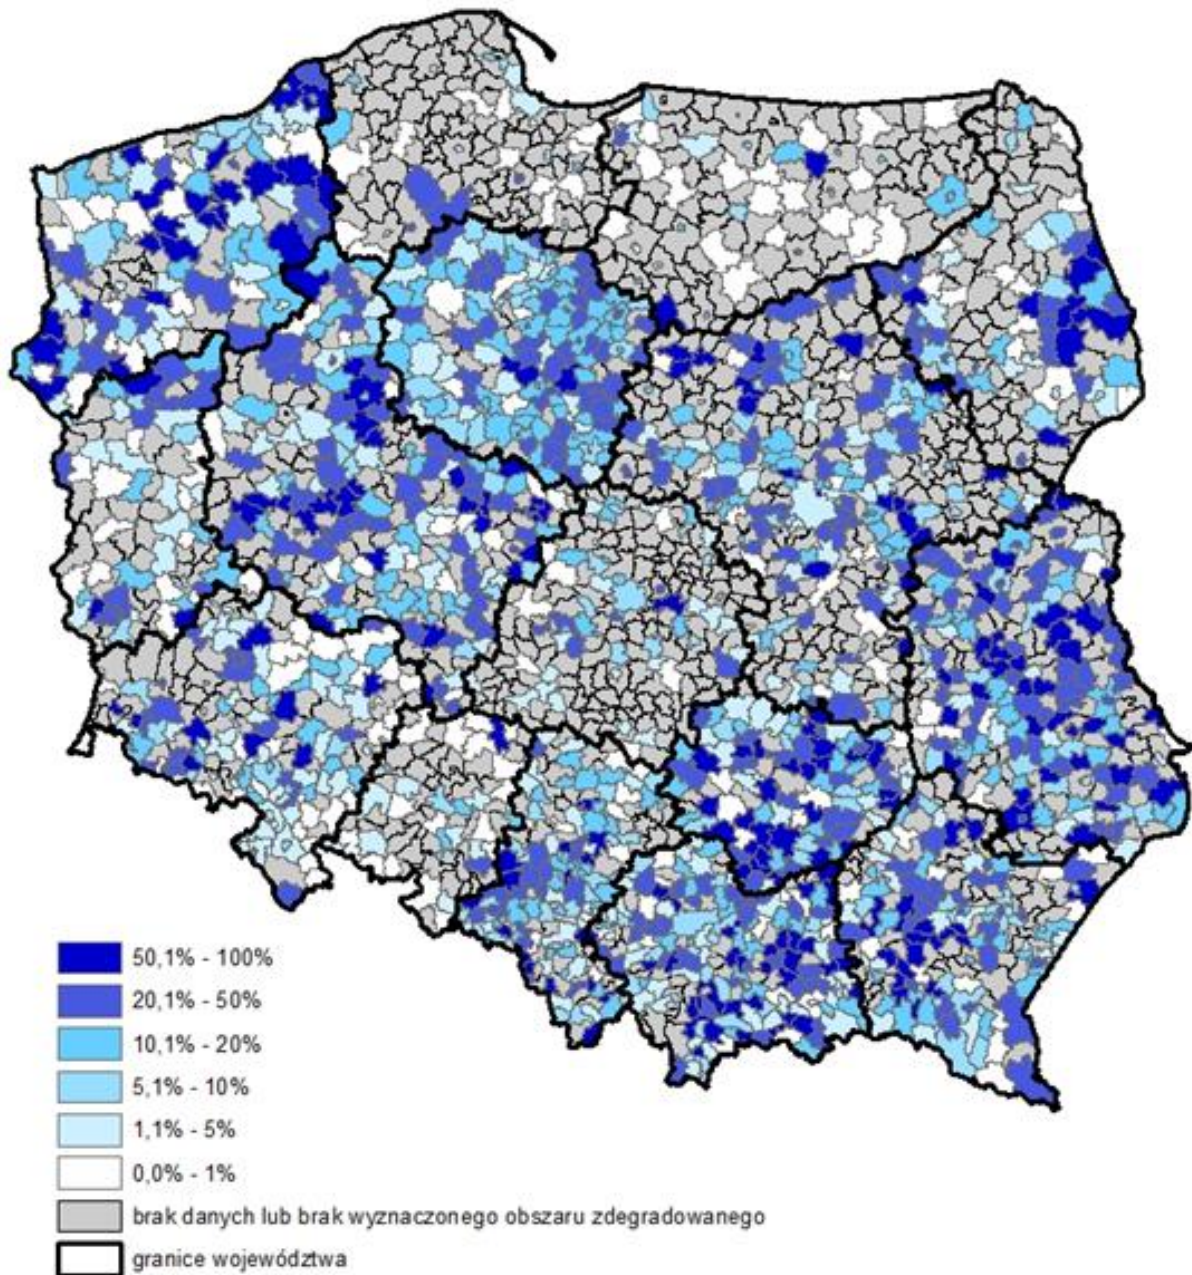 50,1% - 100%
20,1% - 50%
10,1% - 20%
5,1% - 10%
1,1% - 5%
0,0% - 1%
brak danych lub brak wyznaczonego obszaru zdegradowanego
granice województwa